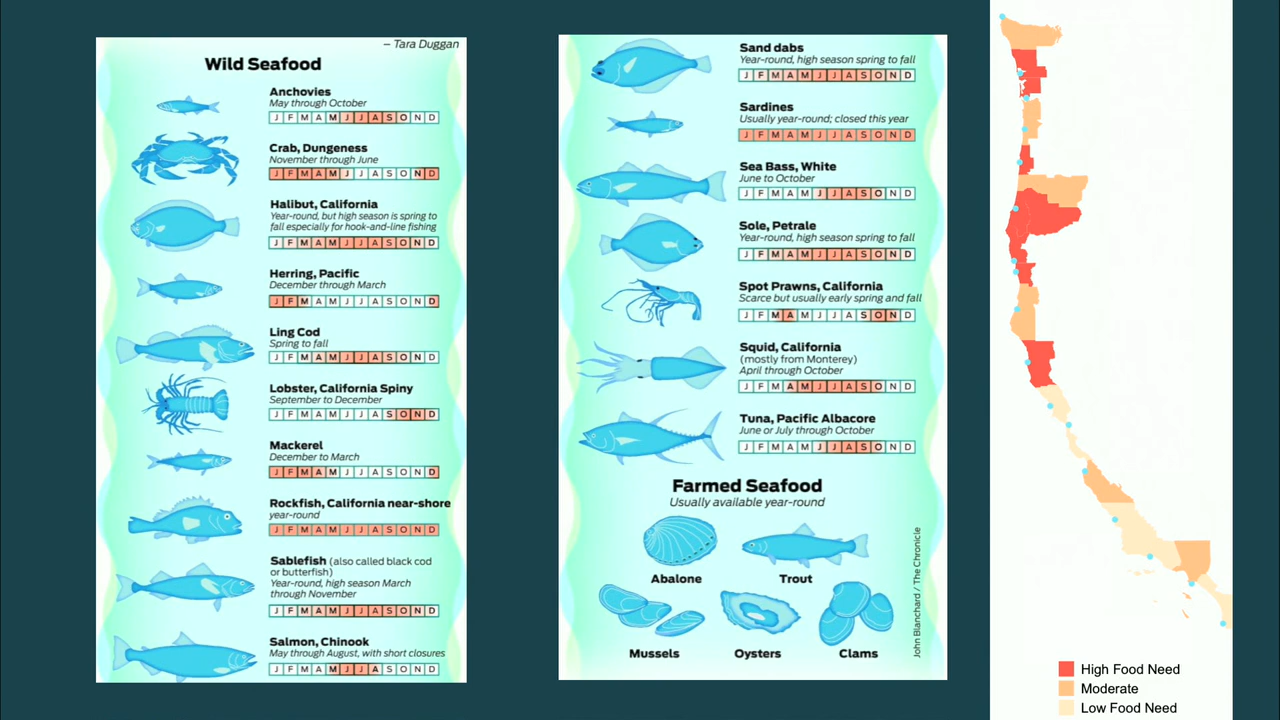 – Tara Duggan
Wild Seafood
Anchovies
May through October
J F M A M J J A S O N D
Crab, Dungeness
November through June
J F M A M J J A S O N D
Halibut, California
Year-round, but high season is spring to
fall especially for hook-and-line fishing
J F M A M J J A S O N D
Herring, Pacific
December through March
J F M A M J J A S O N D
Ling Cod
Spring to fall
J F M A M J J A S O N D
Lobster, California Spiny
September to December
J F M A M J J A S O N D
Mackerel
December to March
J F M A M J J A S O N D
Rockfish, California near-shore
year-round
J F M A M J J A S O N D
Sablefish (also called black cod
or butterfish)
Year-round, high season March
through November
J F M A M J J A S O N D
Salmon, Chinook
May through August, with short closures
J F M A M J J A S O N D
Sand dabs
Year-round, high season spring to fall
J F M A M J J A S O N D
Sardines
Usually year-round; closed this year
J F M A M J J A S O N D
Sea Bass, White
June to October
J F M A M J J A S O N D
Sole, Petrale
Year-round, high season spring to fall
J F M A M J J A S O N D
Spot Prawns, California
Scarce but usually early spring and fall
J F M A M J J A S O N D
Squid, California
(mostly from Monterey)
April through October
J F M A M J J A S O N D
Tuna, Pacific Albacore
June or July through October
J F M A M J J A S O N D
Farmed Seafood
Usually available year-round
Abalone
Trout
Mussels
Oysters
Clams
John Blanchard / The Chronicle
High Food Need
Moderate
Low Food Need